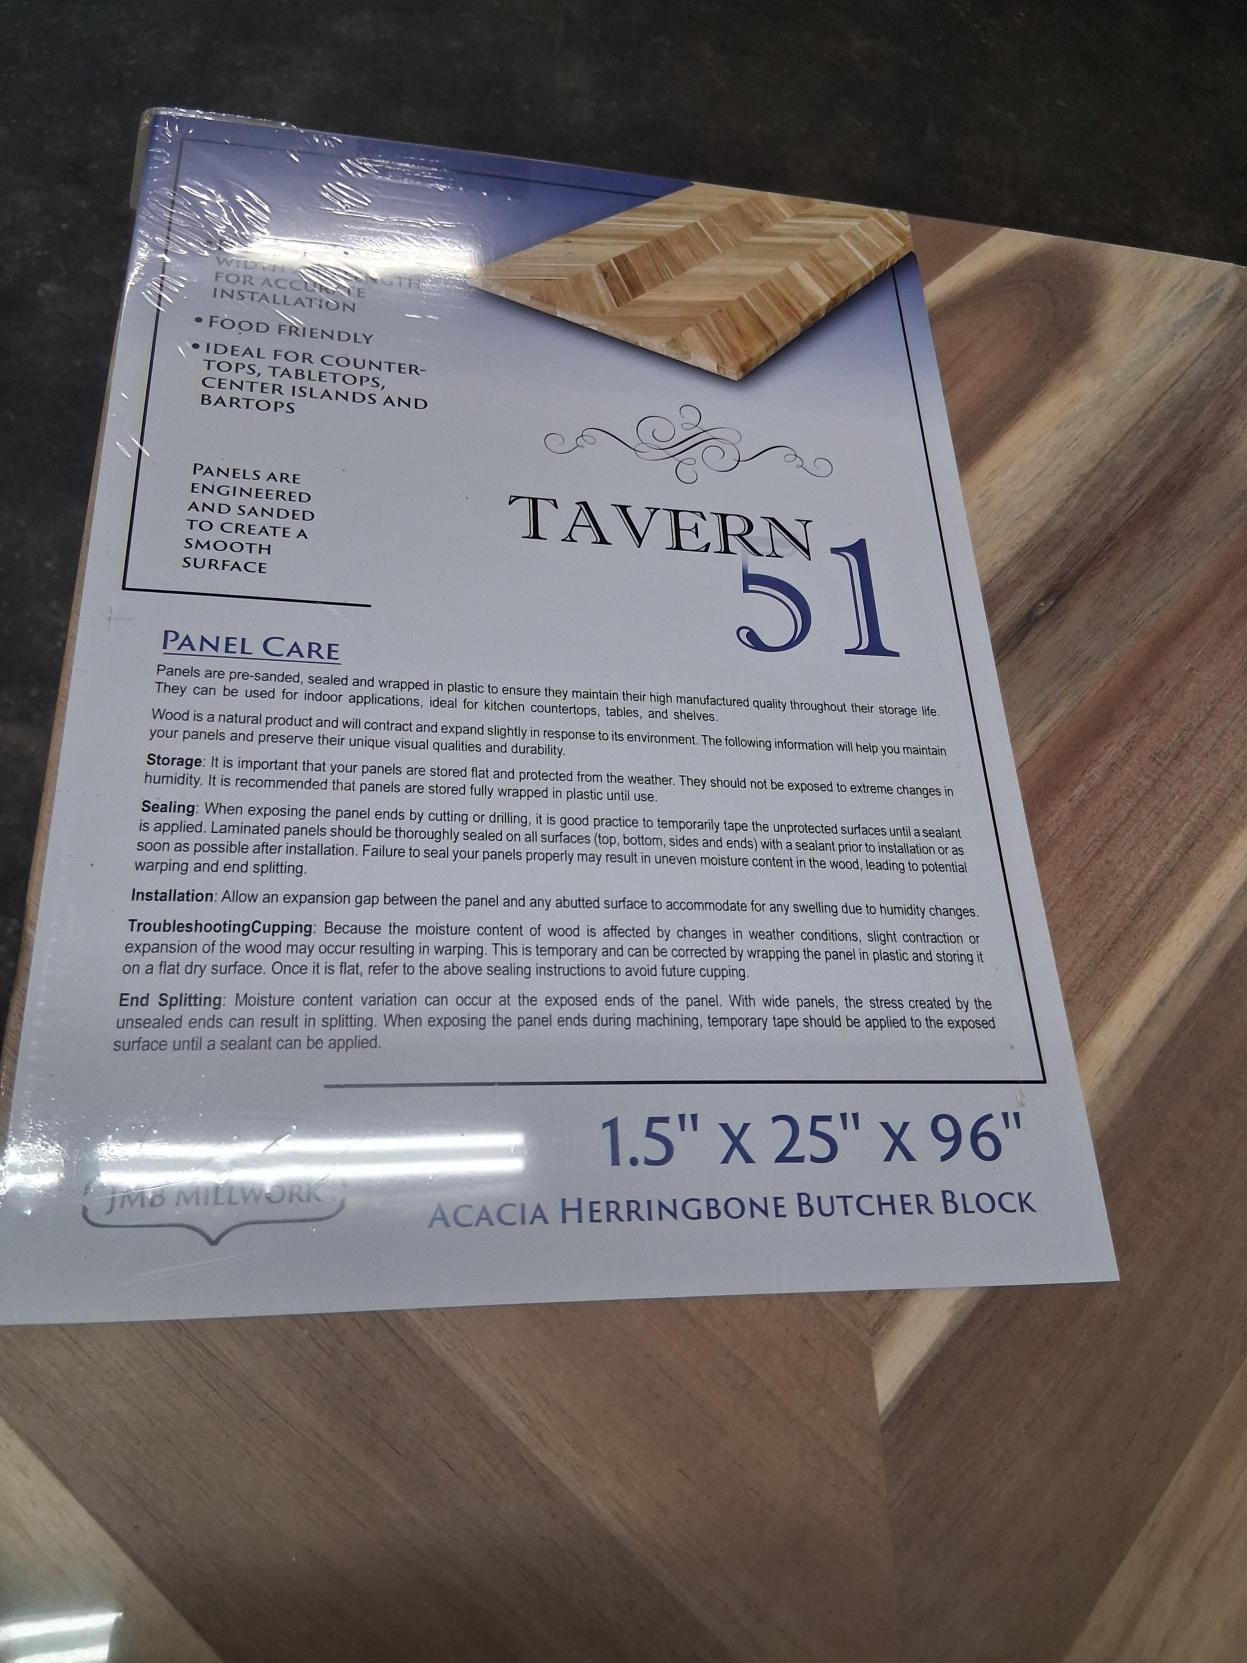 WIDTH
FOR ACCURATE
INSTALLATION
• FOOD FRIENDLY
• IDEAL FOR COUNTER-
TOPS, TABLETOPS,
CENTER ISLANDS AND
BARTOPS
PANELS ARE
ENGINEERED
AND SANDED
TO CREATE A
SMOOTH
SURFACE
TAVERN
51
PANEL CARE
Panels are pre-sanded, sealed and wrapped in plastic to ensure they maintain their high manufactured quality throughout their storage life.
They can be used for indoor applications, ideal for kitchen countertops, tables, and shelves.
Wood is a natural product and will contract and expand slightly in response to its environment. The following information will help you maintain
your panels and preserve their unique visual qualities and durability.
Storage: It is important that your panels are stored flat and protected from the weather. They should not be exposed to extreme changes in
humidity. It is recommended that panels are stored fully wrapped in plastic until use.
Sealing: When exposing the panel ends by cutting or drilling, it is good practice to temporarily tape the unprotected surfaces until a sealant
is applied. Laminated panels should be thoroughly sealed on all surfaces (top, bottom, sides and ends) with a sealant prior to installation or as
soon as possible after installation. Failure to seal your panels properly may result in uneven moisture content in the wood, leading to potential
warping and end splitting.
Installation: Allow an expansion gap between the panel and any abutted surface to accommodate for any swelling due to humidity changes.
TroubleshootingCupping: Because the moisture content of wood is affected by changes in weather conditions, slight contraction or
expansion of the wood may occur resulting in warping. This is temporary and can be corrected by wrapping the panel in plastic and storing it
on a flat dry surface. Once it is flat, refer to the above sealing instructions to avoid future cupping.
End Splitting: Moisture content variation can occur at the exposed ends of the panel. With wide panels, the stress created by the
unsealed ends can result in splitting. When exposing the panel ends during machining, temporary tape should be applied to the exposed
surface until a sealant can be applied.
1.5" X 25" X 96"
JMB MILLWORK
ACACIA HERRINGBONE BUTCHER BLOCK